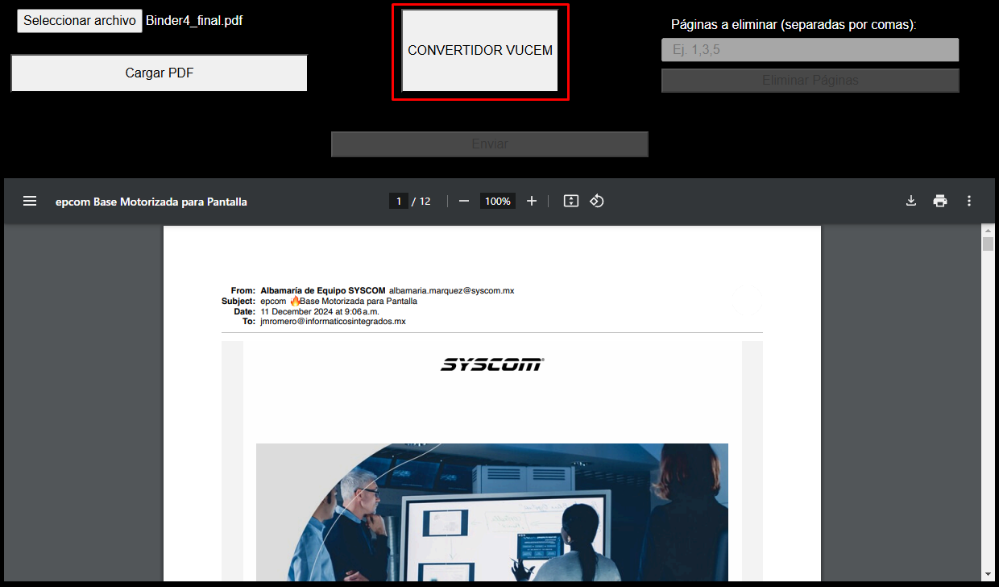 Seleccionar archivo Binder4_final.pdf
Cargar PDF
CONVERTIDOR VUCEM
Páginas a eliminar (separadas por comas):
Ej. 1,3,5
Eliminar Páginas
Enviar
epcom Base Motorizada para Pantalla
1 / 12
100%
From: Albamaría de Equipo SYSCOM albamaria.marquez@syscom.mx
Subject: epcom 🔥Base Motorizada para Pantalla
Date: 11 December 2024 at 9:06 a.m.
To: jmromero@informaticosintegrados.mx
SYSCOM®